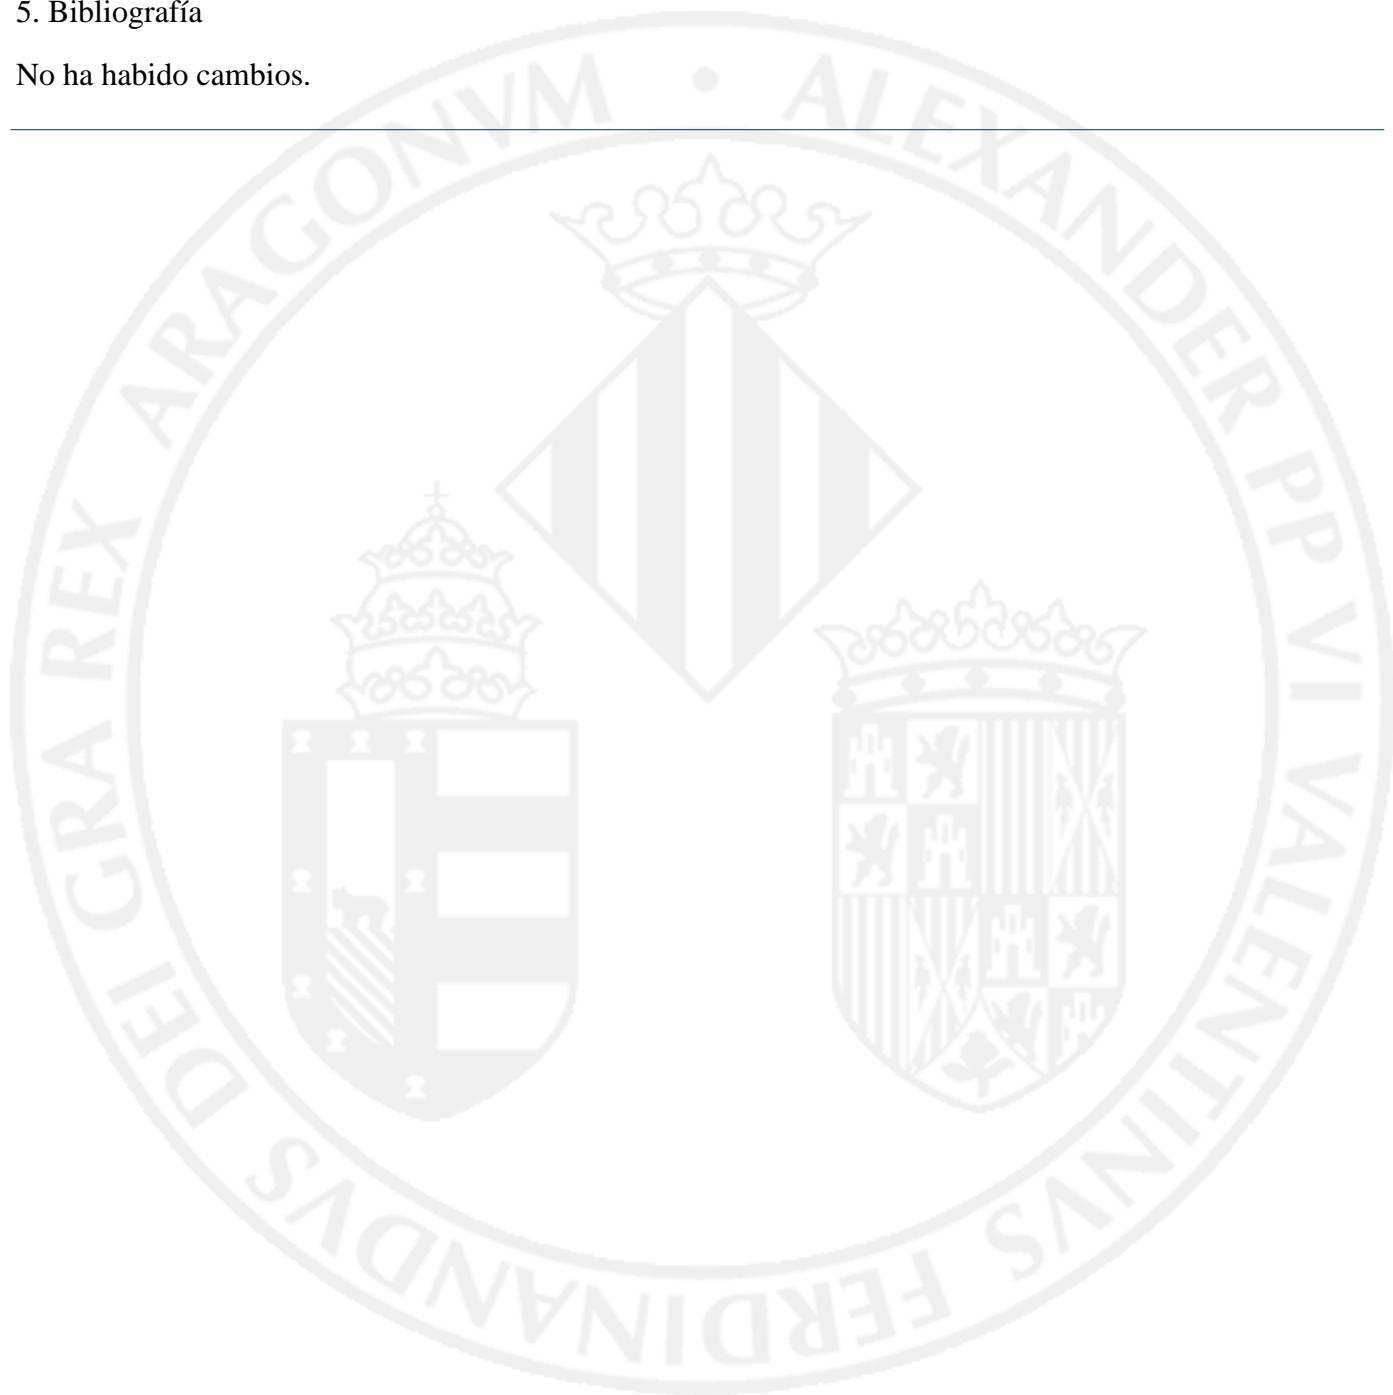 5. Bibliografía
No ha habido cambios.
ALEXANDER PP VI VALENTINVS FERDINANDVS DEI GRA REX ARAGONVM